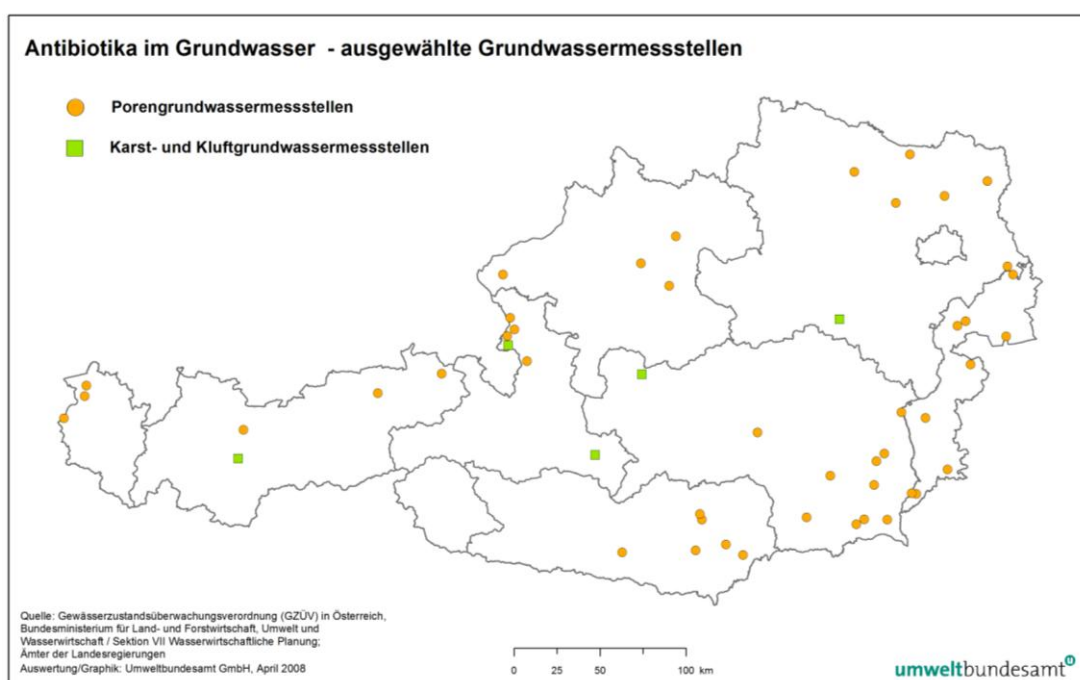 Antibiotika im Grundwasser - ausgewählte Grundwassermessstellen
Porengrundwassermessstellen
Karst- und Kluftgrundwassermessstellen
Quelle: Gewässerzustandsüberwachungsverordnung (GZÜV) in Österreich,
Bundesministerium für Land- und Forstwirtschaft, Umwelt und
Wasserwirtschaft / Sektion VII Wasserwirtschaftliche Planung;
Ämter der Landesregierungen
Auswertung/Graphik: Umweltbundesamt GmbH, April 2008
0 25 50 100 km
umweltbundesamt u